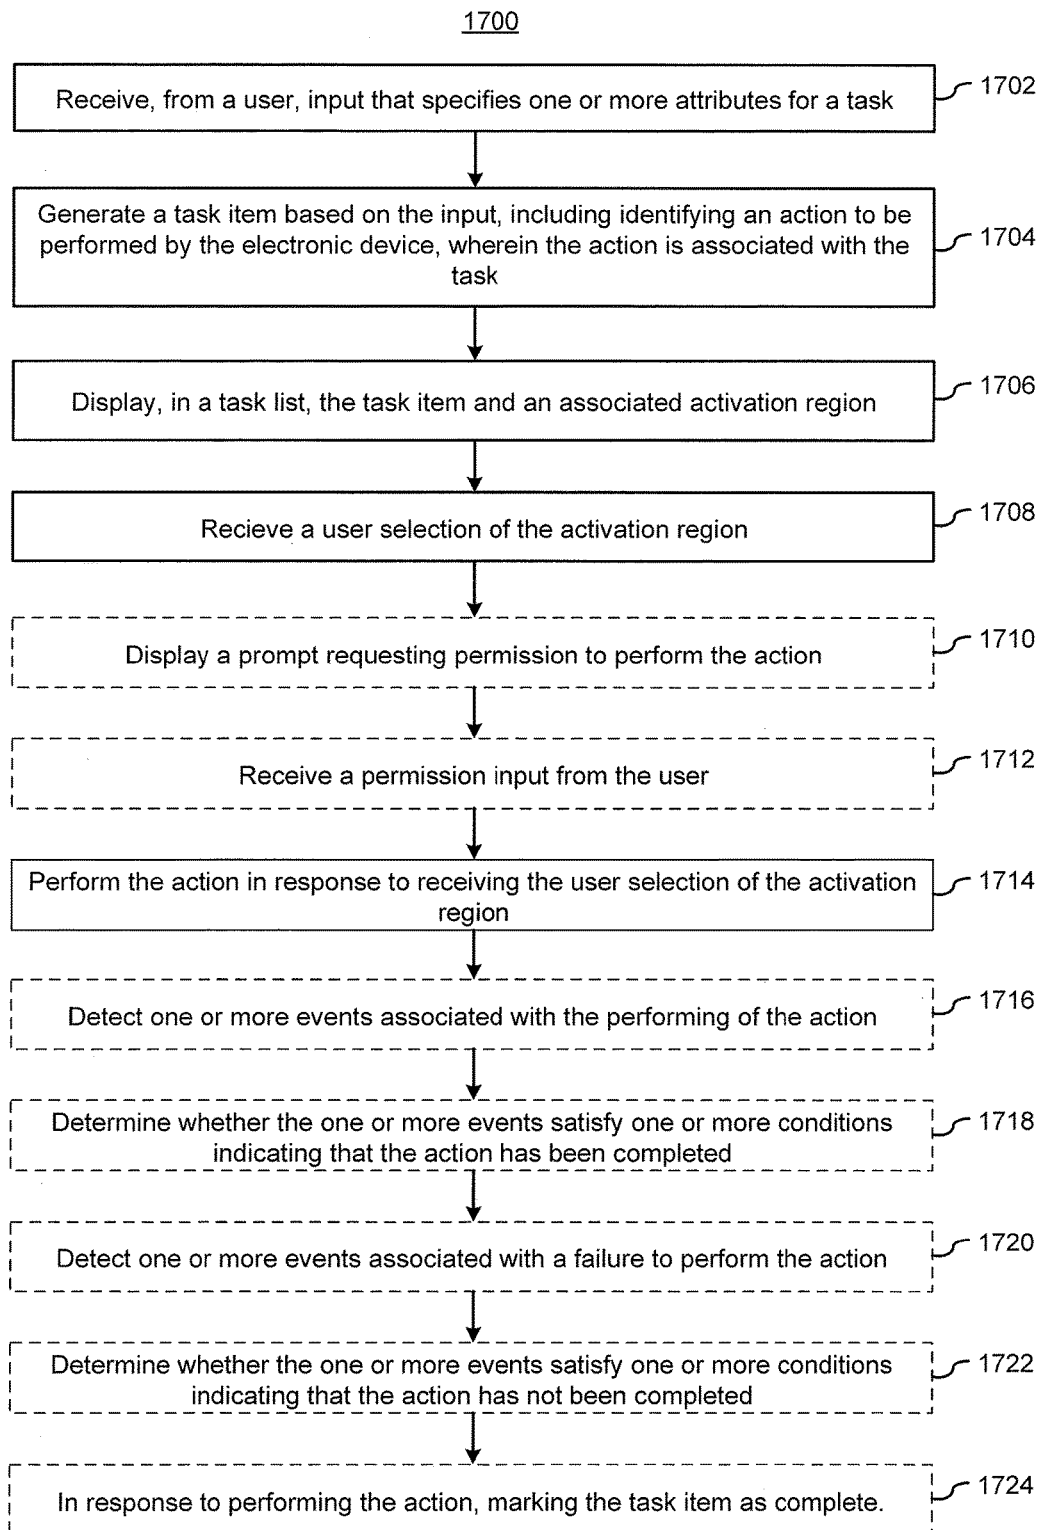 1700
Receive, from a user, input that specifies one or more attributes for a task
1702
Generate a task item based on the input, including identifying an action to be
performed by the electronic device, wherein the action is associated with the
task
1704
Display, in a task list, the task item and an associated activation region
1706
Recieve a user selection of the activation region
1708
Display a prompt requesting permission to perform the action
1710
Receive a permission input from the user
1712
Perform the action in response to receiving the user selection of the activation
region
1714
Detect one or more events associated with the performing of the action
1716
Determine whether the one or more events satisfy one or more conditions
indicating that the action has been completed
1718
Detect one or more events associated with a failure to perform the action
1720
Determine whether the one or more events satisfy one or more conditions
indicating that the action has not been completed
1722
In response to performing the action, marking the task item as complete.
1724